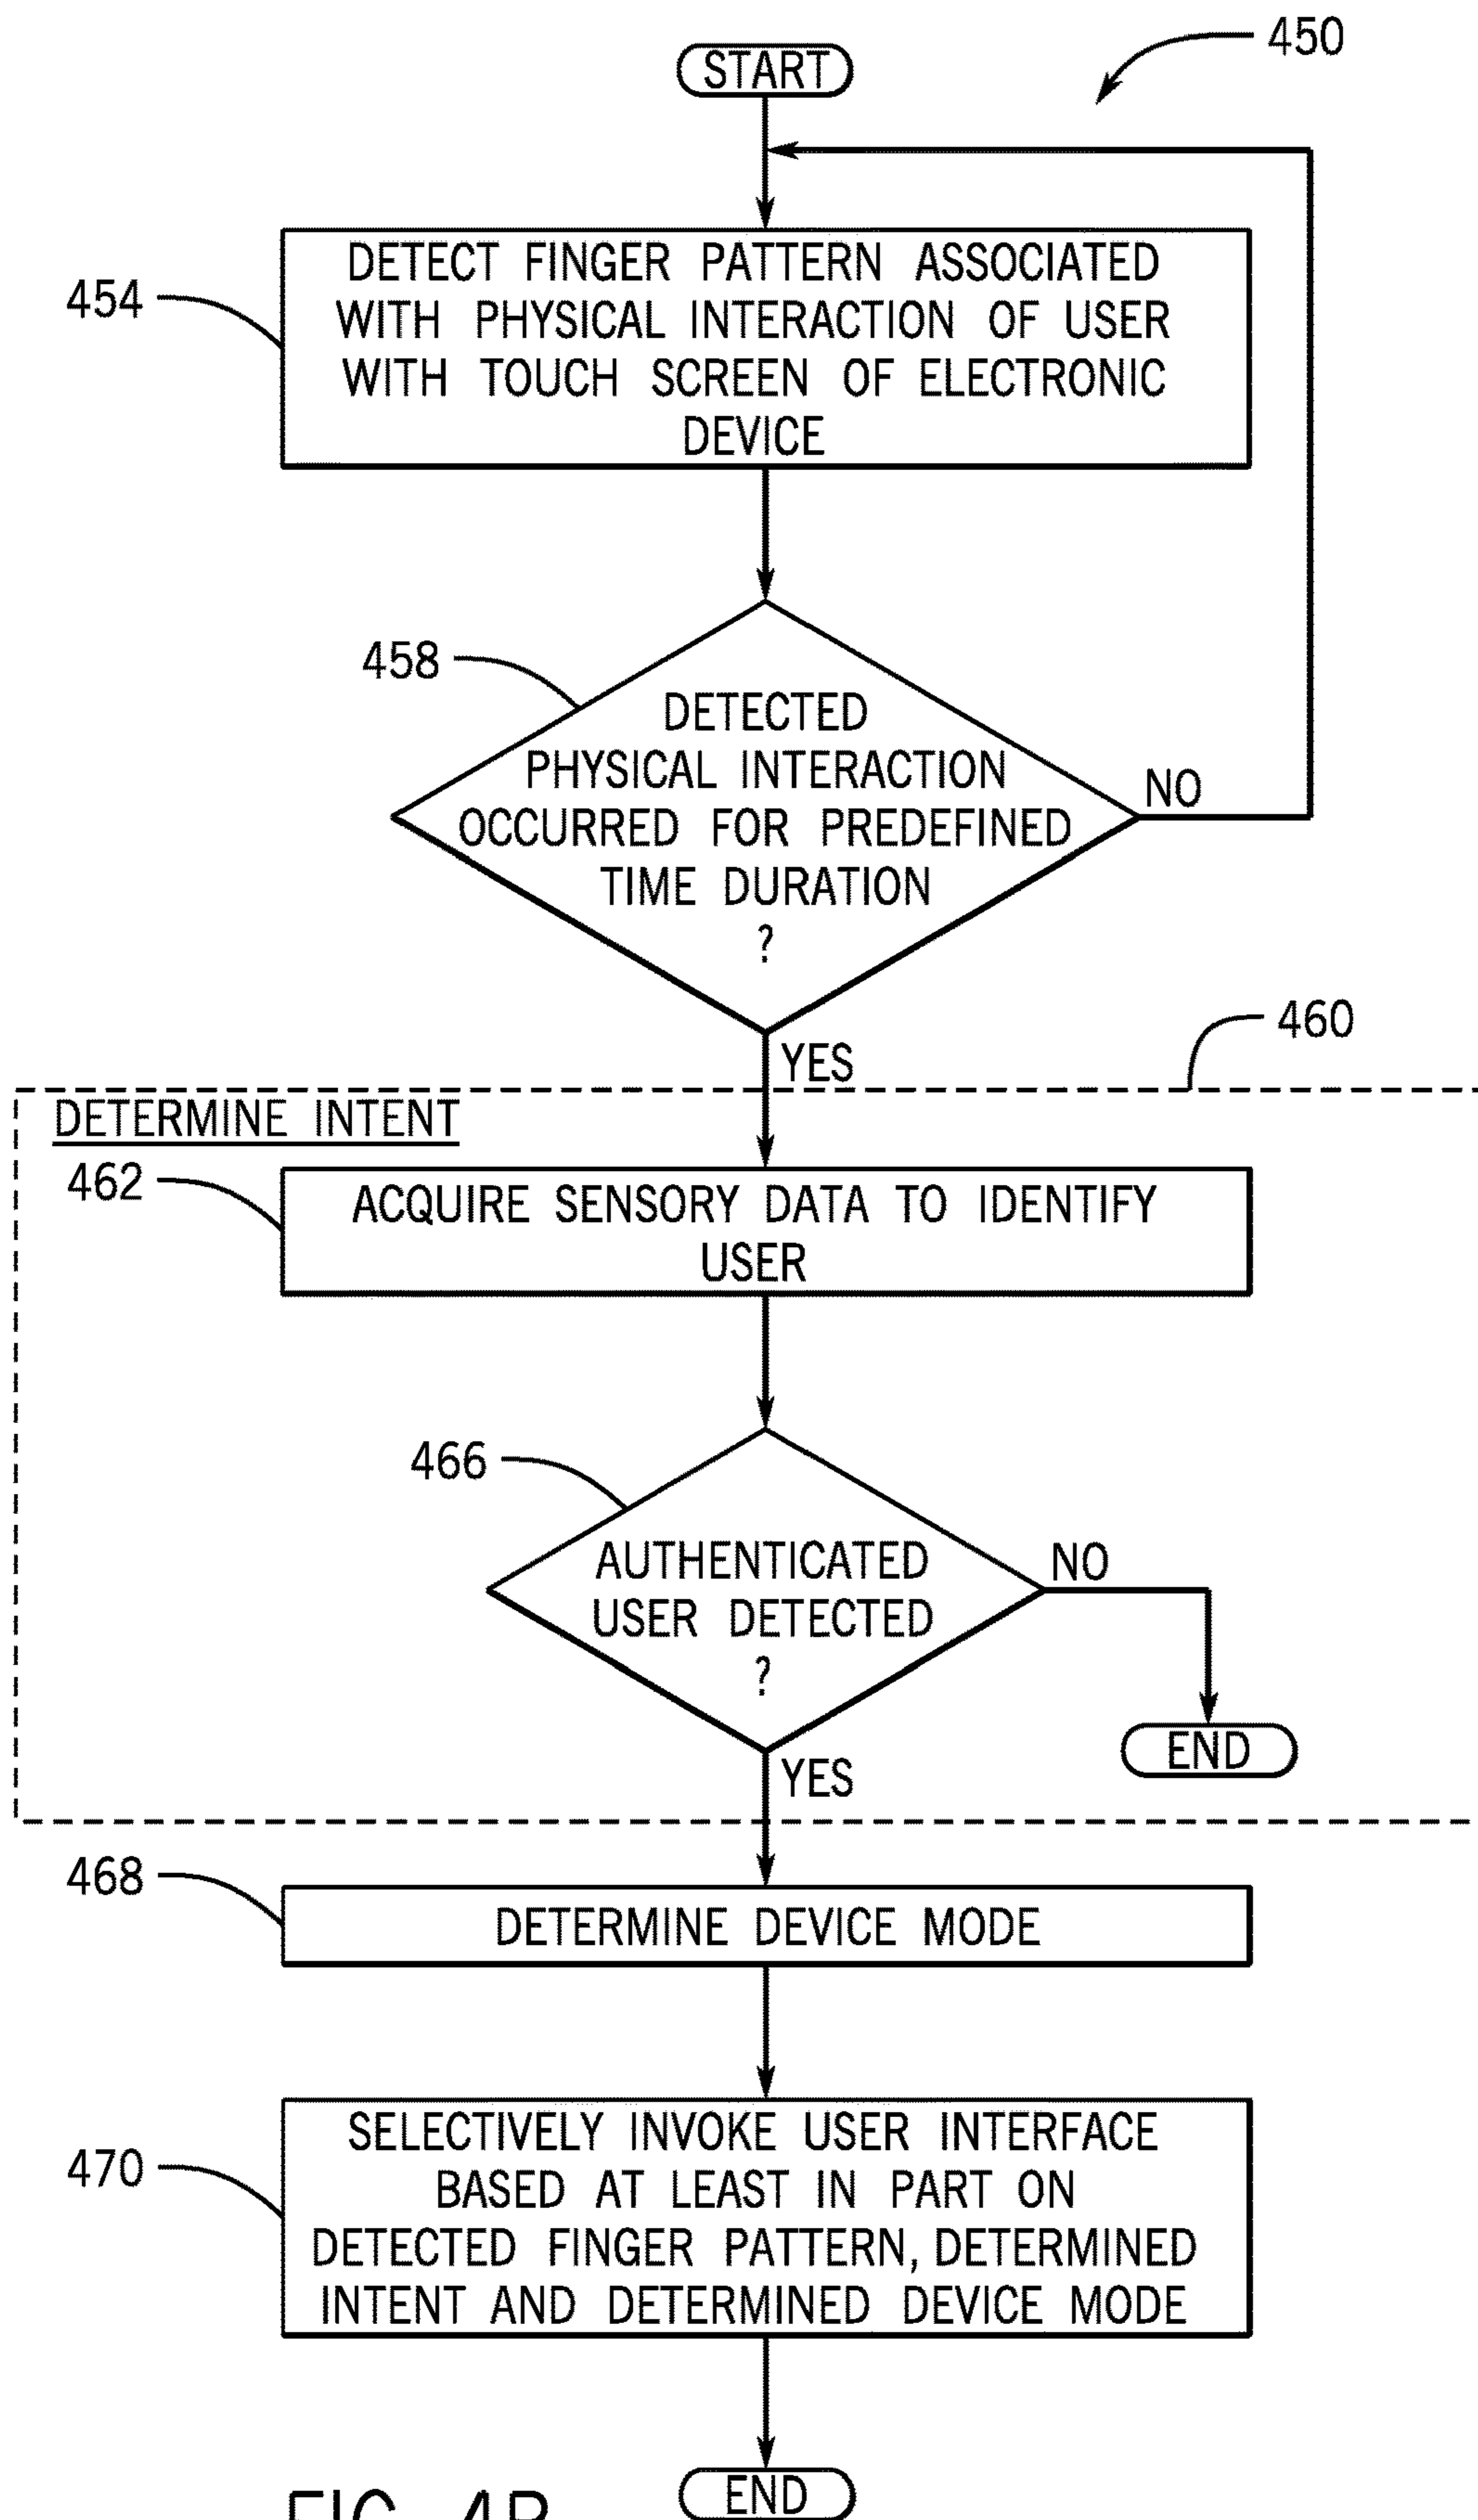 450
START
454
DETECT FINGER PATTERN ASSOCIATED
WITH PHYSICAL INTERACTION OF USER
WITH TOUCH SCREEN OF ELECTRONIC
DEVICE
458
DETECTED
PHYSICAL INTERACTION
OCCURRED FOR PREDEFINED
TIME DURATION
?
NO
YES
460
DETERMINE INTENT
462
ACQUIRE SENSORY DATA TO IDENTIFY
USER
466
AUTHENTICATED
USER DETECTED
?
NO
END
YES
468
DETERMINE DEVICE MODE
470
SELECTIVELY INVOKE USER INTERFACE
BASED AT LEAST IN PART ON
DETECTED FINGER PATTERN, DETERMINED
INTENT AND DETERMINED DEVICE MODE
END
FIG. 4B